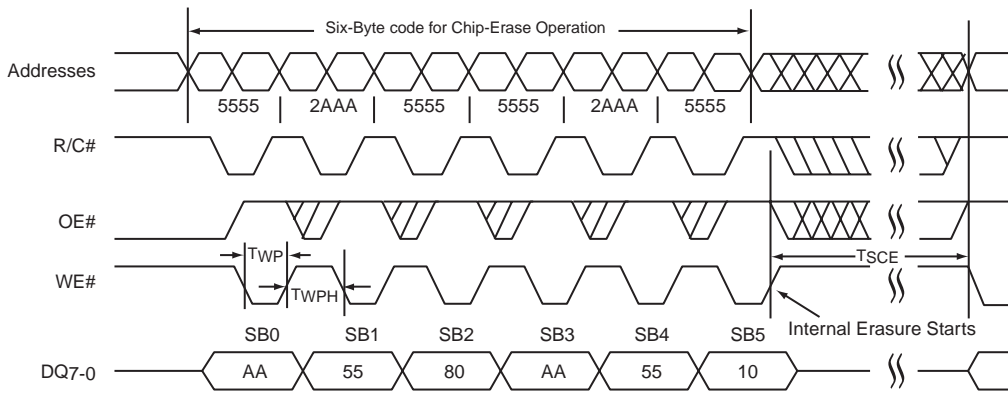 Six-Byte code for Chip-Erase Operation
Addresses
5555 2AAA 5555 5555 2AAA 5555
R/C#
OE#
TWP
TSCE
WE#
TWPH
Internal Erasure Starts
SB0 SB1 SB2 SB3 SB4 SB5
DQ7-0
AA 55 80 AA 55 10